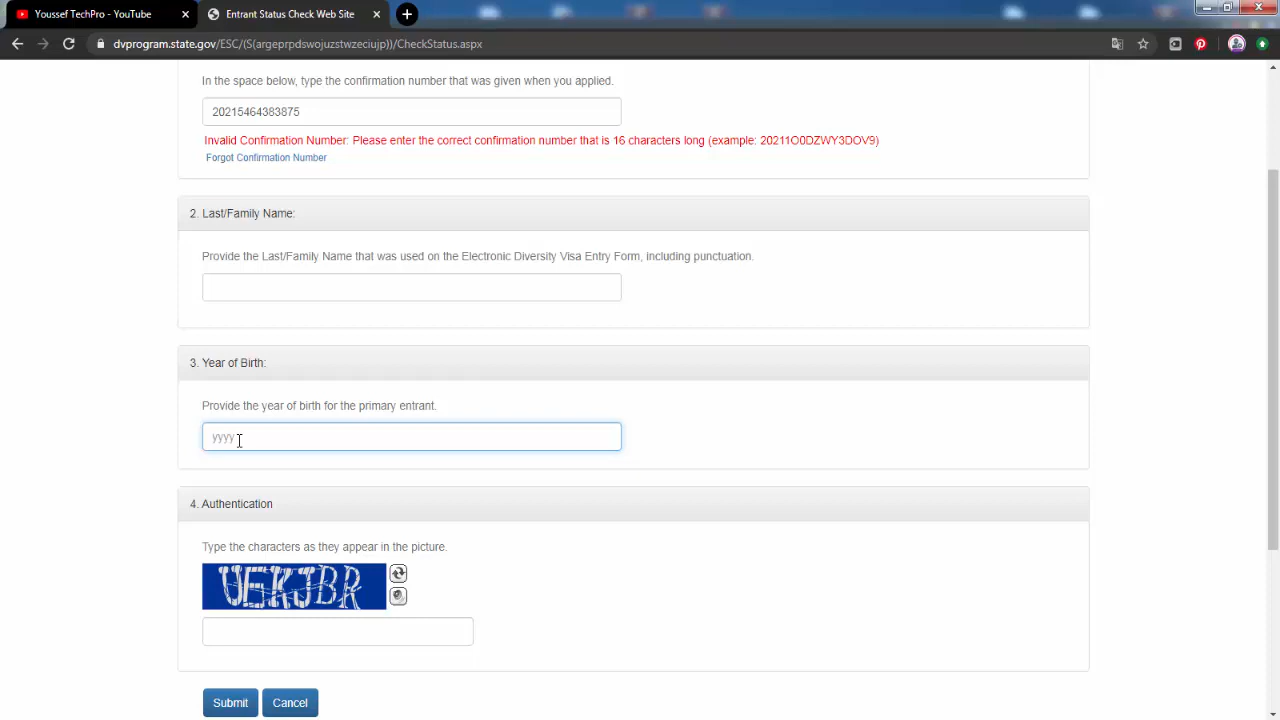 Youssef TechPro - YouTube
Entrant Status Check Web Site
dvprogram.state.gov/ESC/(S(argeprpdswojuzstwzeciujp))/CheckStatus.aspx
In the space below, type the confirmation number that was given when you applied.
20215464383875
Invalid Confirmation Number: Please enter the correct confirmation number that is 16 characters long (example: 20211O0DZWY3DOV9)
Forgot Confirmation Number
2. Last/Family Name:
Provide the Last/Family Name that was used on the Electronic Diversity Visa Entry Form, including punctuation.
3. Year of Birth:
Provide the year of birth for the primary entrant.
yyyy
4. Authentication
Type the characters as they appear in the picture.
UEKJBR
Submit Cancel